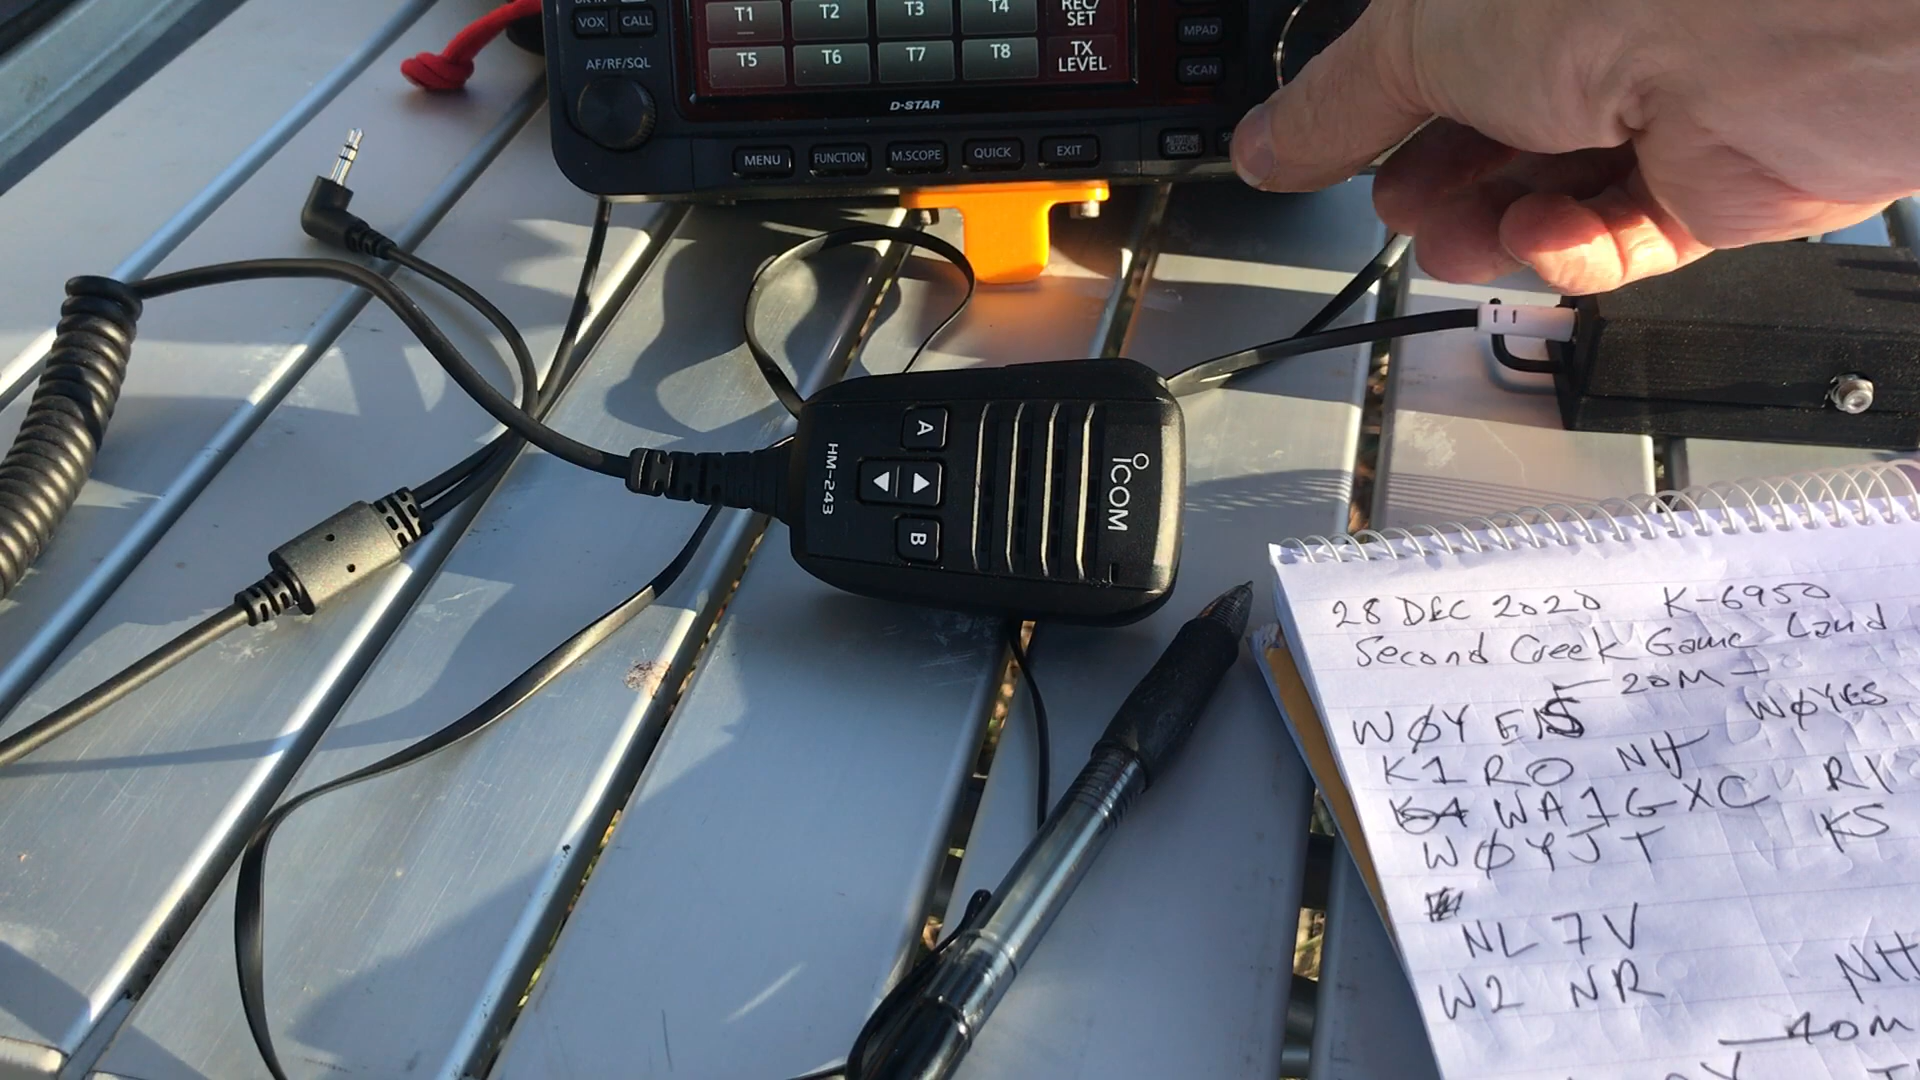 VOX CALL
T1 T2 T3 T4 REC/
SET
T5 T6 T7 T8 TX
LEVEL
MPAD
SCAN
AF/RF/SQL
D-STAR
MENU FUNCTION M.SCOPE QUICK EXIT
ICOM
A
B
HM-243
28 DEC 2020 K-6950
Second Creek Game Land
20M
WØY ES WØYES
K1RO NH
WA1GXC RI
WØYJT KS
NL7V
W2NR NH
40M